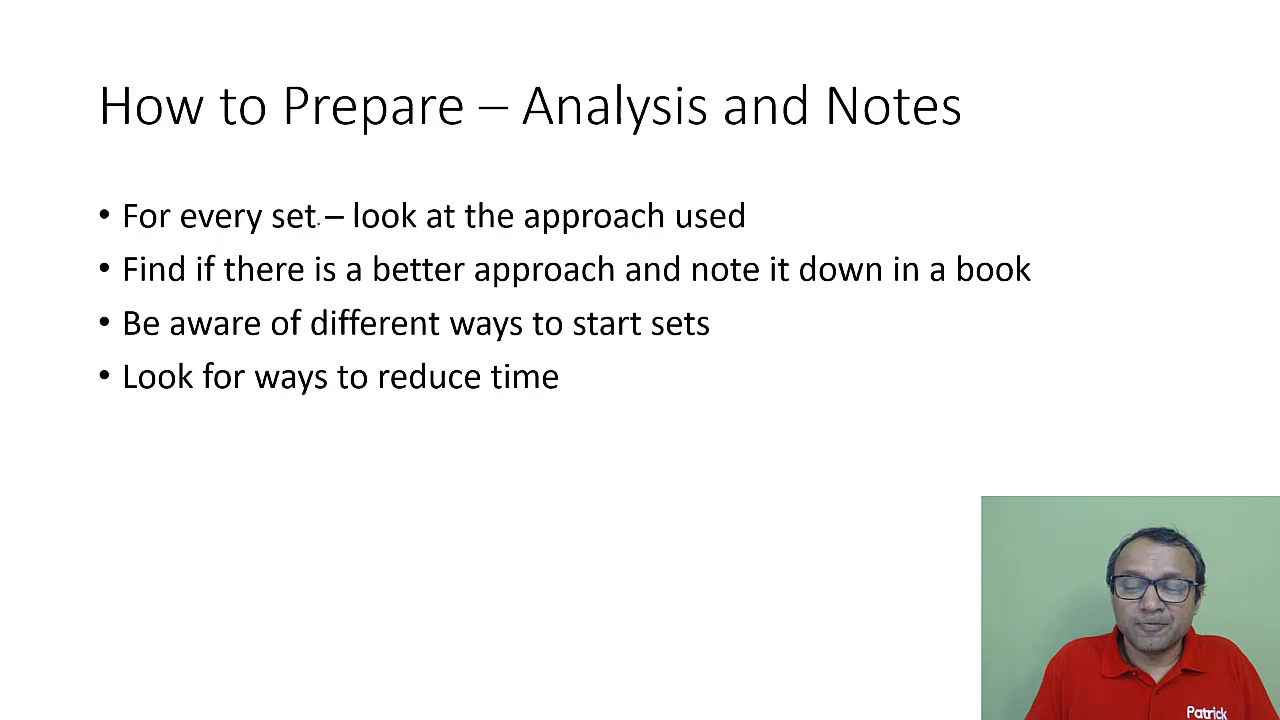 How to Prepare – Analysis and Notes
• For every set – look at the approach used
• Find if there is a better approach and note it down in a book
• Be aware of different ways to start sets
• Look for ways to reduce time
Patrick